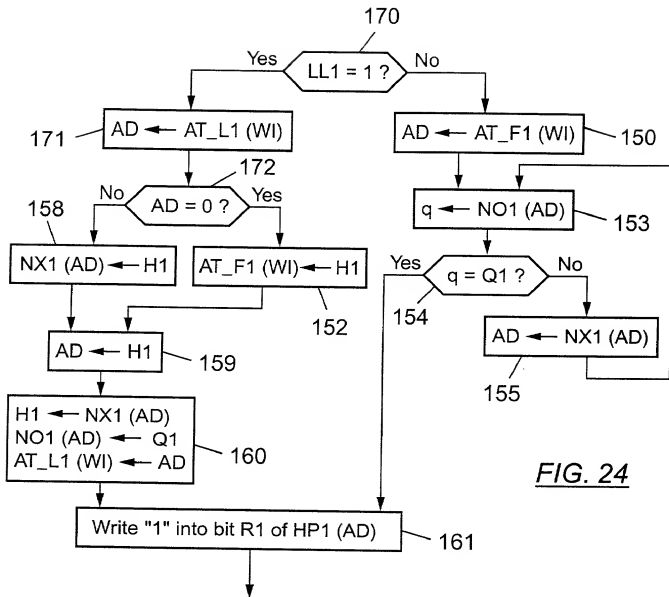 170
Yes
LL1 = 1 ?
No
171
AD ← AT_L1 (WI)
AD ← AT_F1 (WI)
150
172
No
AD = 0 ?
Yes
158
q ← NO1 (AD)
153
NX1 (AD) ← H1
AT_F1 (WI) ← H1
152
Yes
q = Q1 ?
No
154
AD ← H1
159
AD ← NX1 (AD)
155
H1 ← NX1 (AD)
NO1 (AD) ← Q1
AT_L1 (WI) ← AD
160
FIG. 24
Write "1" into bit R1 of HP1 (AD)
161